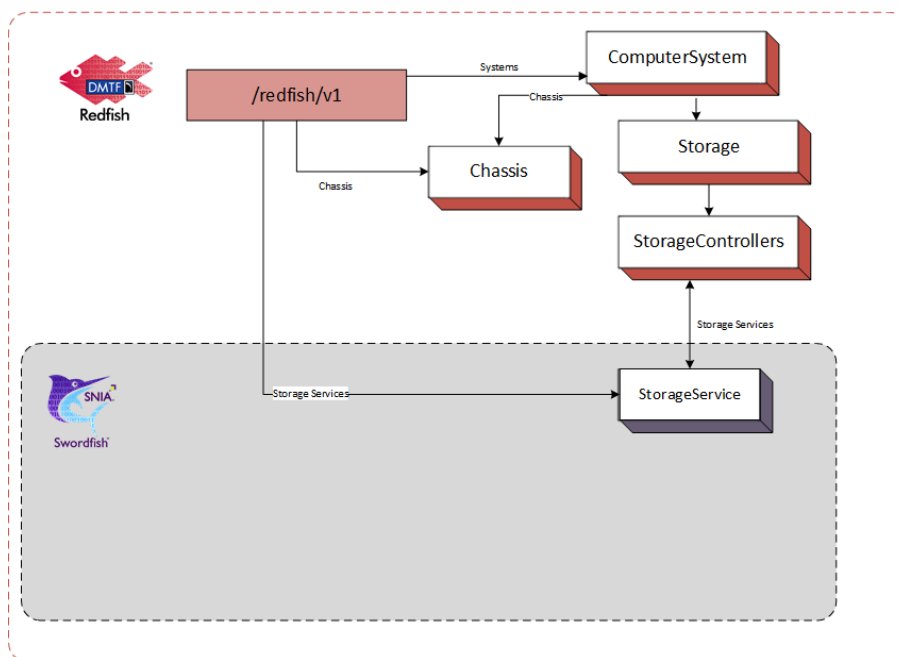 ComputerSystem
Systems
DMTF
/redfish/v1
Chassis
Redfish
Storage
Chassis
Chassis
StorageControllers
Storage Services
SNIA
StorageService
Storage Services
Swordfish